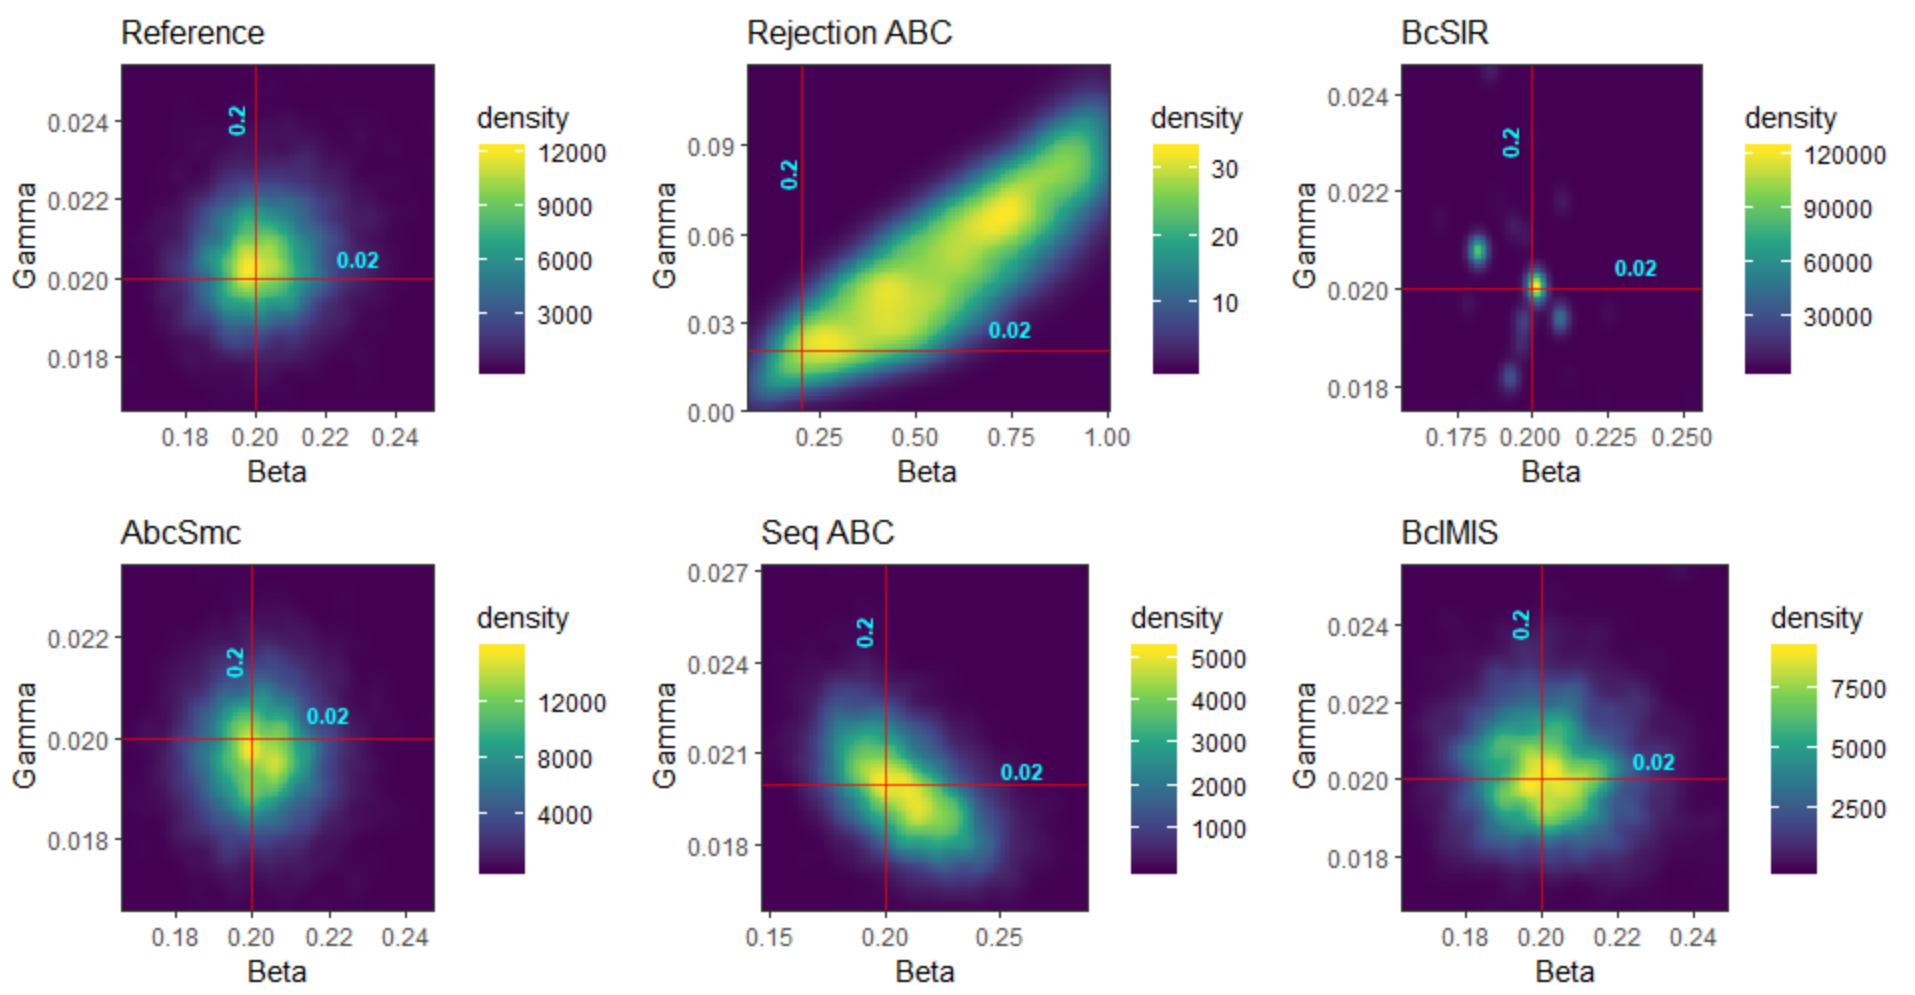 Reference
0.024
0.022
0.020
0.018
Gamma
0.2
0.02
0.18 0.20 0.22 0.24
Beta
density
12000
9000
6000
3000
Rejection ABC
0.09
0.06
0.03
0.00
Gamma
0.2
0.02
0.25 0.50 0.75 1.00
Beta
density
30
20
10
BcSIR
0.024
0.022
0.020
0.018
Gamma
0.2
0.02
0.175 0.200 0.225 0.250
Beta
density
120000
90000
60000
30000
AbcSmc
0.022
0.020
0.018
Gamma
0.2
0.02
0.18 0.20 0.22 0.24
Beta
density
12000
8000
4000
Seq ABC
0.027
0.024
0.021
0.018
Gamma
0.2
0.02
0.15 0.20 0.25
Beta
density
5000
4000
3000
2000
1000
BcIMIS
0.024
0.022
0.020
0.018
Gamma
0.2
0.02
0.18 0.20 0.22 0.24
Beta
density
7500
5000
2500